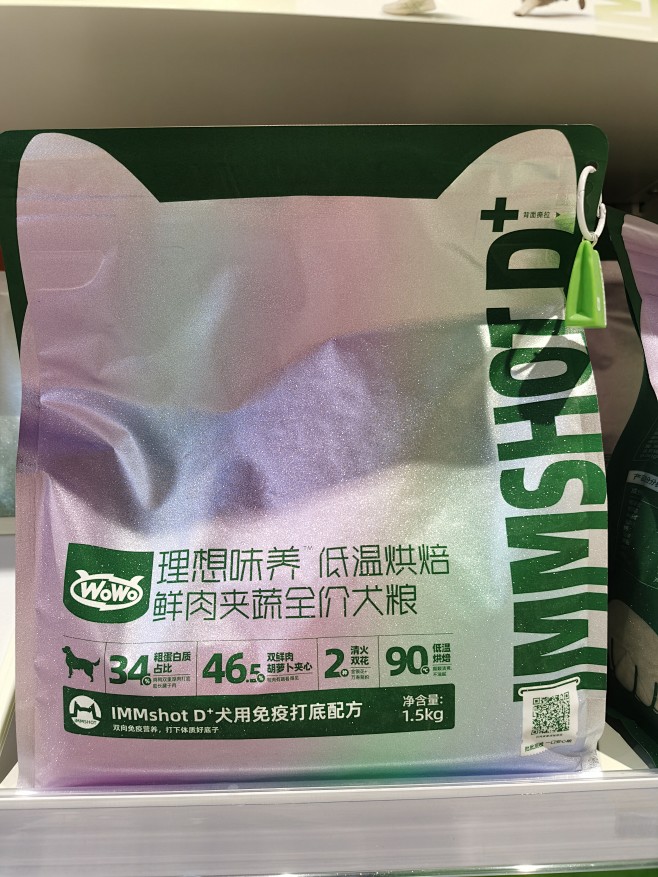 背面撕拉
IMMSHOT D+
WOWO
理想味养™ 低温烘焙
鲜肉夹蔬全价犬粮
34%
粗蛋白质
占比
46.5%
双鲜肉
胡萝卜夹心
2种
清火
双花
90℃
低温
烘焙
IMMSHOT
IMMshot D+犬用免疫打底配方
双向免疫营养,打下体质好底子
净含量:
1.5kg